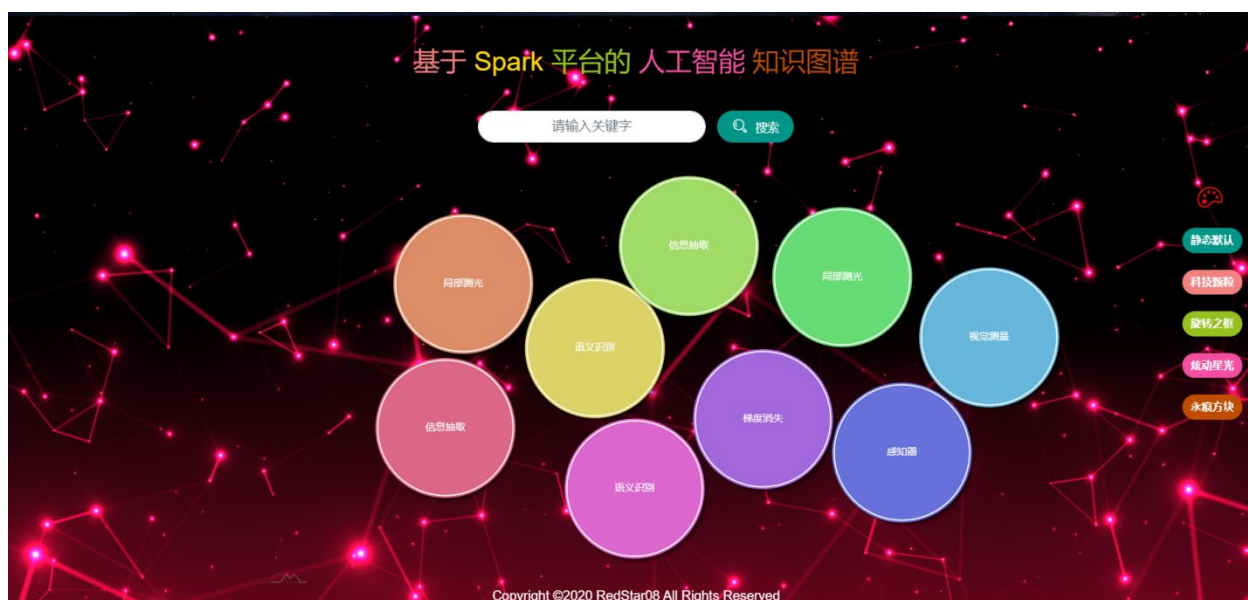 基于 Spark 平台的 人工智能 知识图谱
请输入关键字
搜索
信息抽取
局部测光
局部测光
视觉测量
语义识别
梯度消失
信息抽取
感知器
语义识别
静态默认
科技颗粒
旋转之框
炫动星光
永痕方块
Copyright ©2020 RedStar08 All Rights Reserved